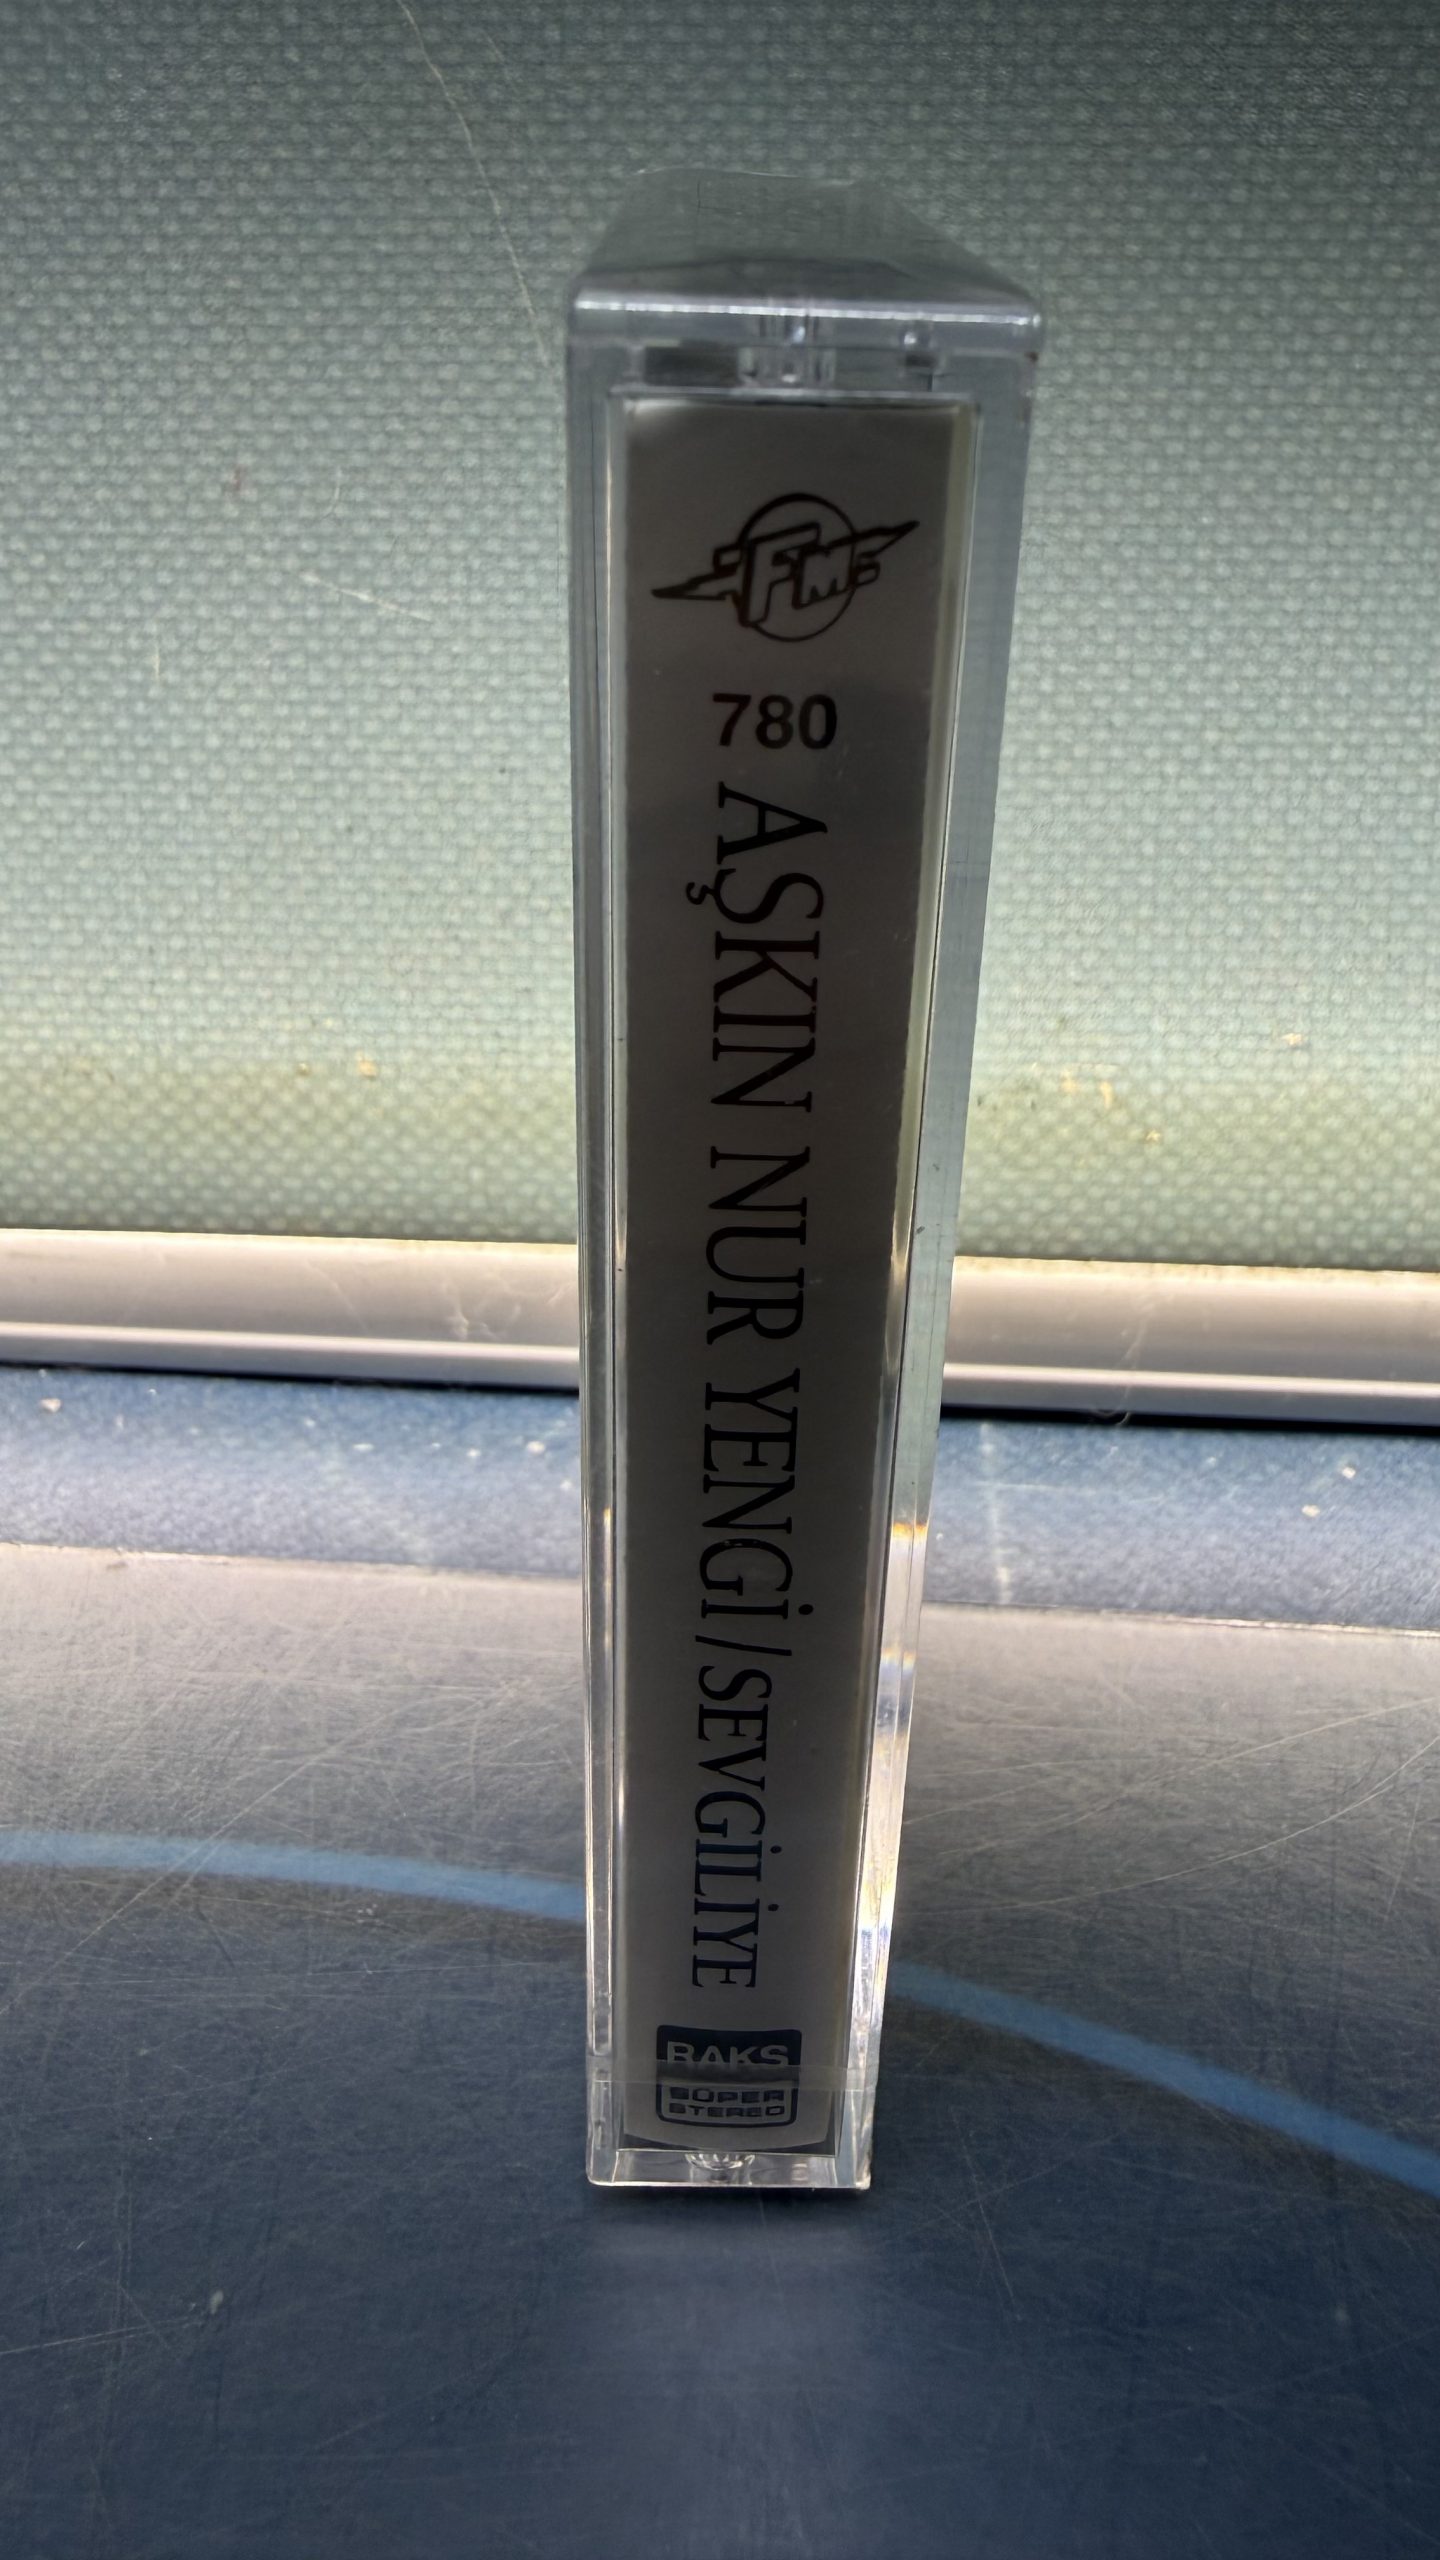 FM
780
AŞKIN NUR YENGİ / SEVGİLİYE
RAKS
SÜPER
STEREO